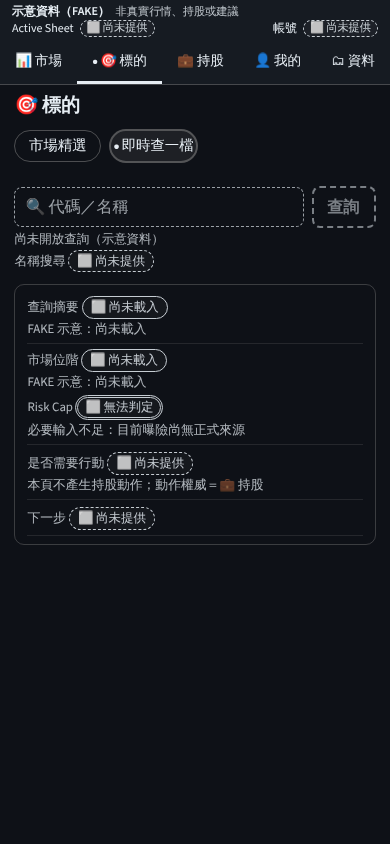 示意資料（FAKE） 非真實行情、持股或建議
Active Sheet ⬜ 尚未提供 帳號 ⬜ 尚未提供
📊 市場 • 🎯 標的 💼 持股 👤 我的 🗂 資料
🎯 標的
市場精選 • 即時查一檔
🔍 代碼／名稱 查詢
尚未開放查詢（示意資料）
名稱搜尋 ⬜ 尚未提供
查詢摘要 ⬜ 尚未載入
FAKE 示意：尚未載入
市場位階 ⬜ 尚未載入
FAKE 示意：尚未載入
Risk Cap ⬜ 無法判定
必要輸入不足：目前曝險尚無正式來源
是否需要行動 ⬜ 尚未提供
本頁不產生持股動作；動作權威＝💼 持股
下一步 ⬜ 尚未提供